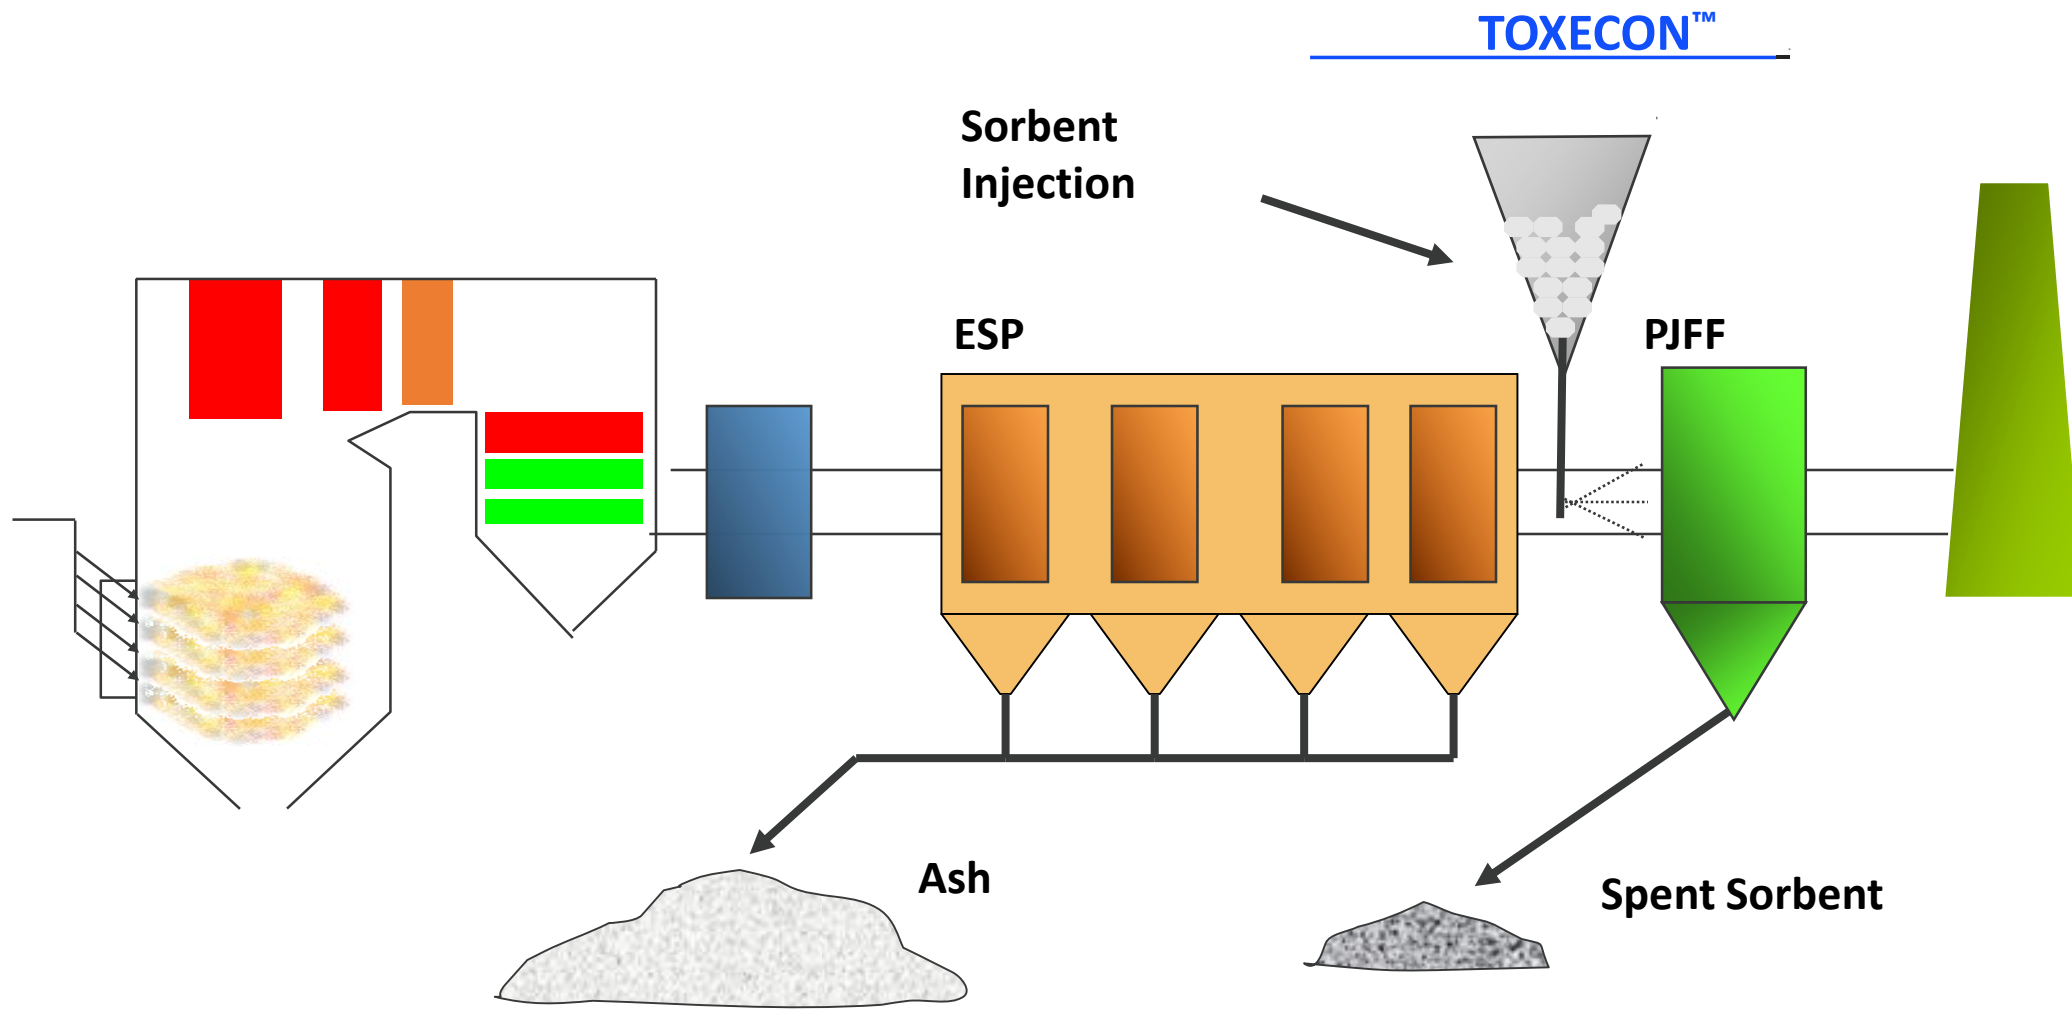 TOXECON™
Sorbent
Injection
ESP
PJFF
Ash
Spent Sorbent